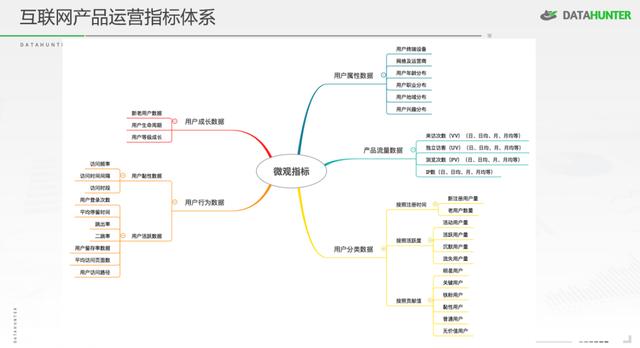 互联网产品运营指标体系
DATAHUNTER
DATAHUNTER
微观指标
用户成长数据
新老用户数据
用户生命周期
用户等级成长
用户行为数据
用户黏性数据
访问频率
访问时间间隔
访问时段
用户活跃数据
用户登录次数
平均停留时间
跳出率
二跳率
用户留存率数据
平均访问页面数
用户访问路径
用户属性数据
用户终端设备
网络及运营商
用户年龄分布
用户职业分布
用户地域分布
用户兴趣分布
产品流量数据
来访次数（VV）（日、日均、月、月均等）
独立访客（UV）（日、日均、月、月均等）
浏览次数（PV）（日、日均、月、月均等）
IP数（日、日均、月、月均等）
用户分类数据
按照注册时间
新注册用户量
老用户数量
按照活跃量
活动用户量
活跃用户量
沉默用户量
流失用户量
按照贡献值
明星用户
关键用户
铁粉用户
黏性用户
普通用户
无价值用户
DATAHUNTER